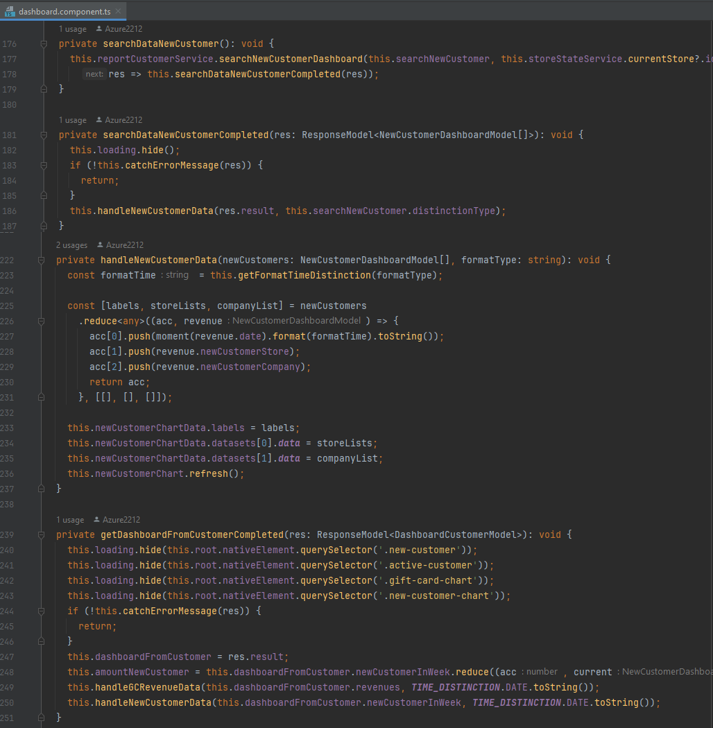 dashboard.component.ts
1 usage Azure2212
176 private searchDataNewCustomer(): void {
177 this.reportCustomerService.searchNewCustomerDashboard(this.searchNewCustomer, this.storeStateService.currentStore?.i
178 next: res => this.searchDataNewCustomerCompleted(res));
179 }
180
1 usage Azure2212
181 private searchDataNewCustomerCompleted(res: ResponseModel<NewCustomerDashboardModel[]>): void {
182 this.loading.hide();
183 if (!this.catchErrorMessage(res)) {
184 return;
185 }
186 this.handleNewCustomerData(res.result, this.searchNewCustomer.distinctionType);
187 }
2 usages Azure2212
222 private handleNewCustomerData(newCustomers: NewCustomerDashboardModel[], formatType: string): void {
223 const formatTime : string = this.getFormatTimeDistinction(formatType);
224
225 const [labels, storeLists, companyList] = newCustomers
226 .reduce<any>((acc, revenue : NewCustomerDashboardModel ) => {
227 acc[0].push(moment(revenue.date).format(formatTime).toString());
228 acc[1].push(revenue.newCustomerStore);
229 acc[2].push(revenue.newCustomerCompany);
230 return acc;
231 }, [[], [], []]);
233 this.newCustomerChartData.labels = labels;
234 this.newCustomerChartData.datasets[0].data = storeLists;
235 this.newCustomerChartData.datasets[1].data = companyList;
236 this.newCustomerChart.refresh();
237 }
238
1 usage Azure2212
239 private getDashboardFromCustomerCompleted(res: ResponseModel<DashboardCustomerModel>): void {
240 this.loading.hide(this.root.nativeElement.querySelector('.new-customer'));
241 this.loading.hide(this.root.nativeElement.querySelector('.active-customer'));
242 this.loading.hide(this.root.nativeElement.querySelector('.gift-card-chart'));
243 this.loading.hide(this.root.nativeElement.querySelector('.new-customer-chart'));
244 if (!this.catchErrorMessage(res)) {
245 return;
246 }
247 this.dashboardFromCustomer = res.result;
248 this.amountNewCustomer = this.dashboardFromCustomer.newCustomerInWeek.reduce((acc : number , current : NewCustomerDashboa
249 this.handleGCRevenueData(this.dashboardFromCustomer.revenues, TIME_DISTINCTION.DATE.toString());
250 this.handleNewCustomerData(this.dashboardFromCustomer.newCustomerInWeek, TIME_DISTINCTION.DATE.toString());
251 }